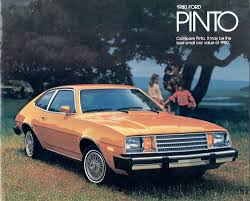 1980 FORD
PINTO
Compare Pinto. It may be the
best small car value of 1980.